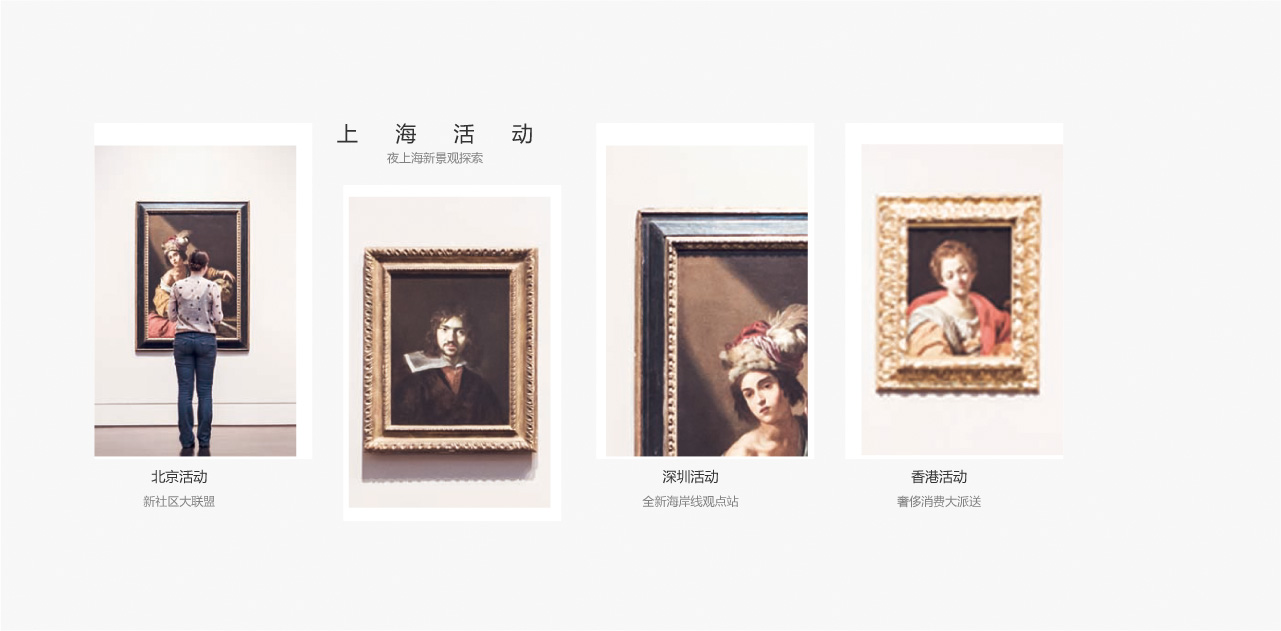 上海活动
夜上海新景观探索
北京活动
新社区大联盟
深圳活动
全新海岸线观点站
香港活动
奢侈消费大派送